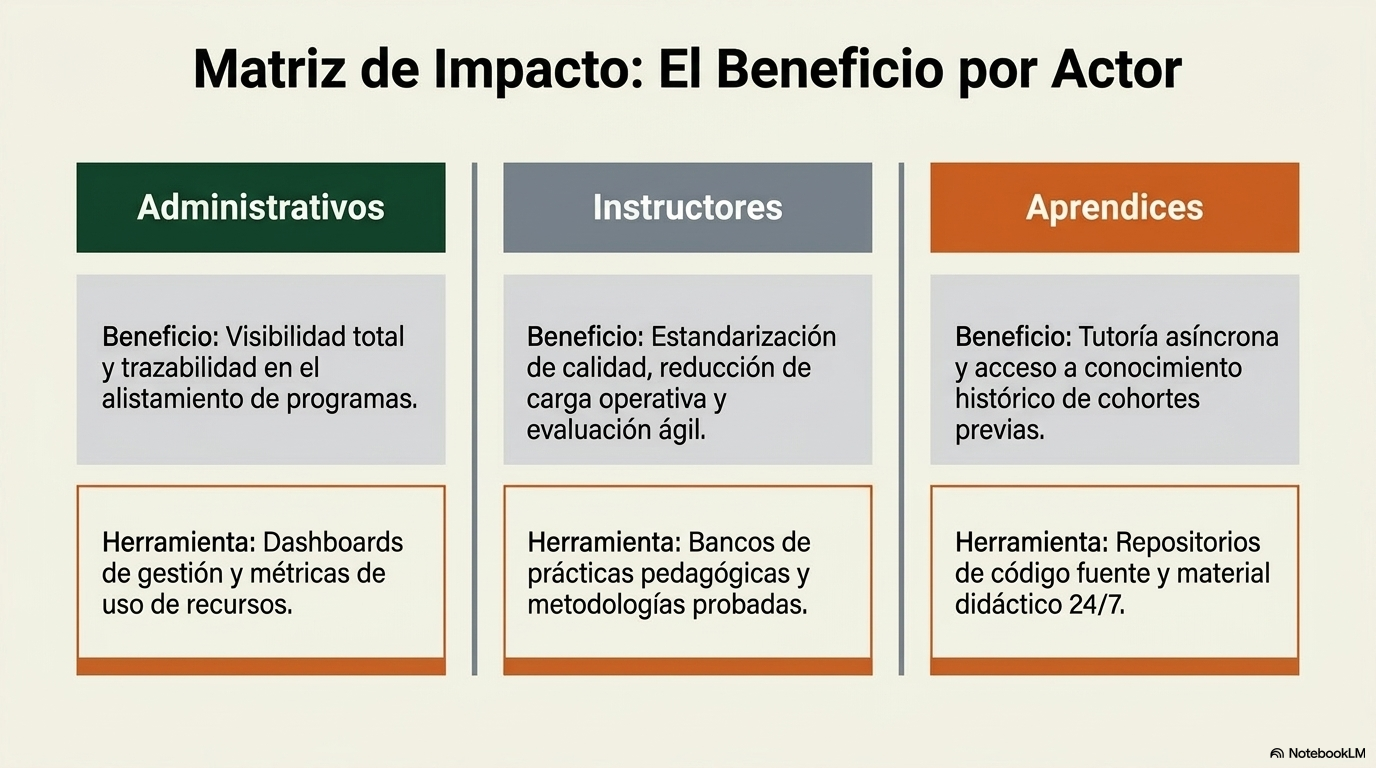 Matriz de Impacto: El Beneficio por Actor
Administrativos
Beneficio: Visibilidad total
y trazabilidad en el
alistamiento de programas.
Herramienta: Dashboards
de gestión y métricas de
uso de recursos.
Instructores
Beneficio: Estandarización
de calidad, reducción de
carga operativa y
evaluación ágil.
Herramienta: Bancos de
prácticas pedagógicas y
metodologías probadas.
Aprendices
Beneficio: Tutoría asíncrona
y acceso a conocimiento
histórico de cohortes
previas.
Herramienta: Repositorios
de código fuente y material
didáctico 24/7.
NotebookLM